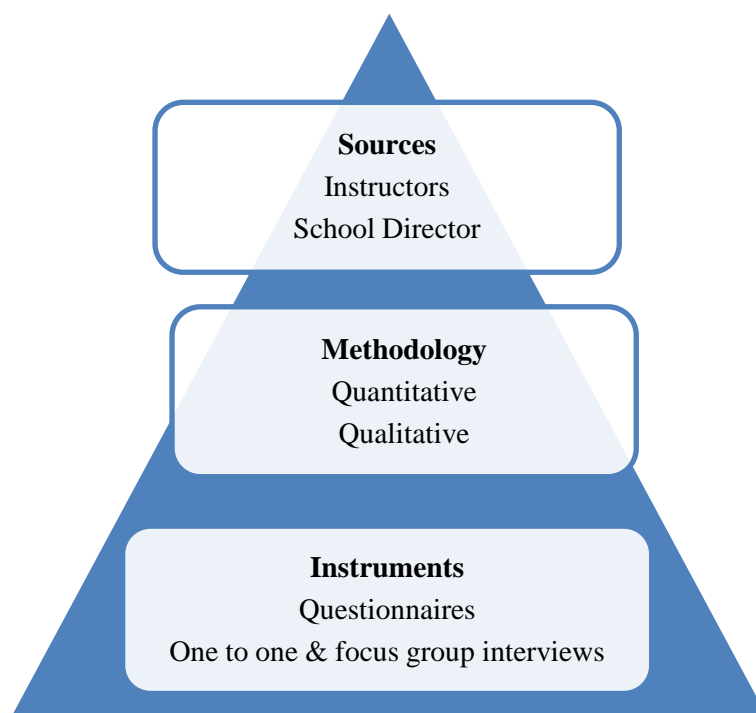 Sources
Instructors
School Director
Methodology
Quantitative
Qualitative
Instruments
Questionnaires
One to one & focus group interviews